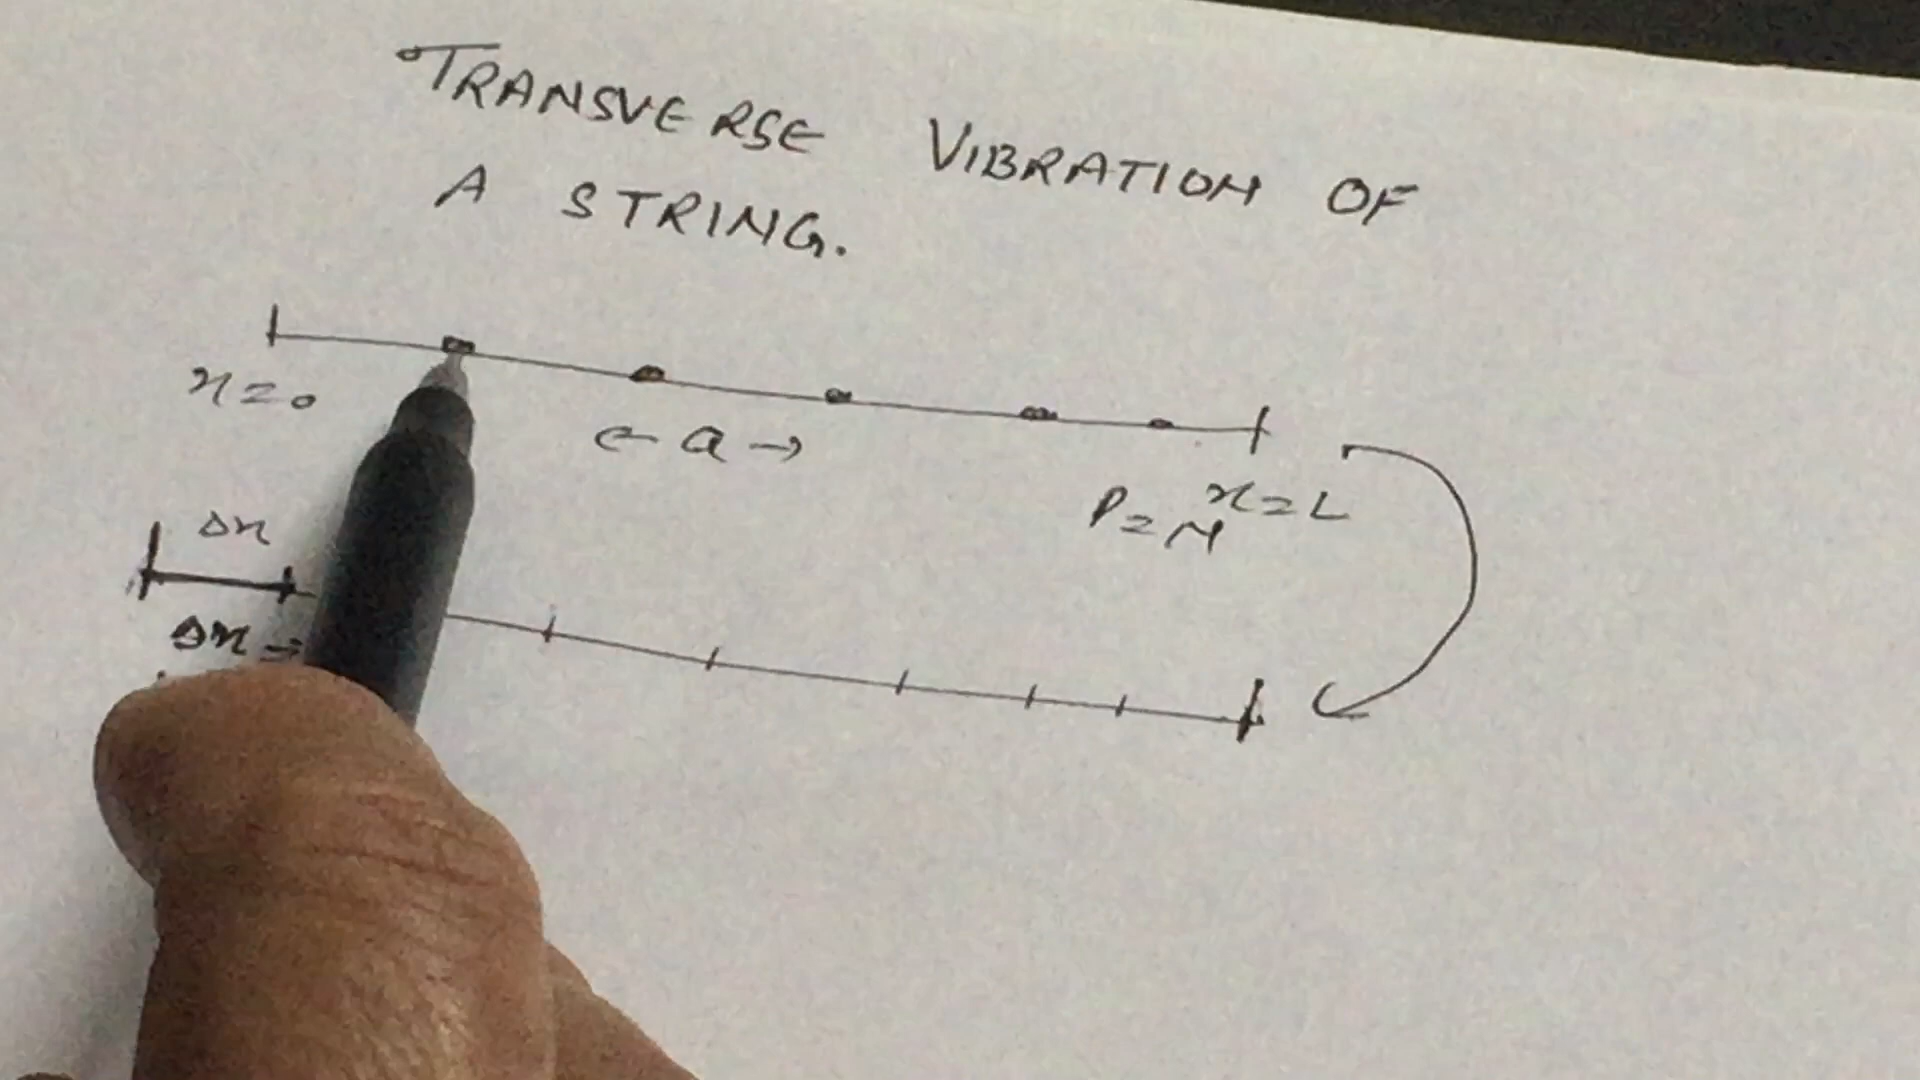 TRANSVERSE VIBRATION OF
A STRING.
x=0
← a →
P=N
x=L
Δx
Δx =